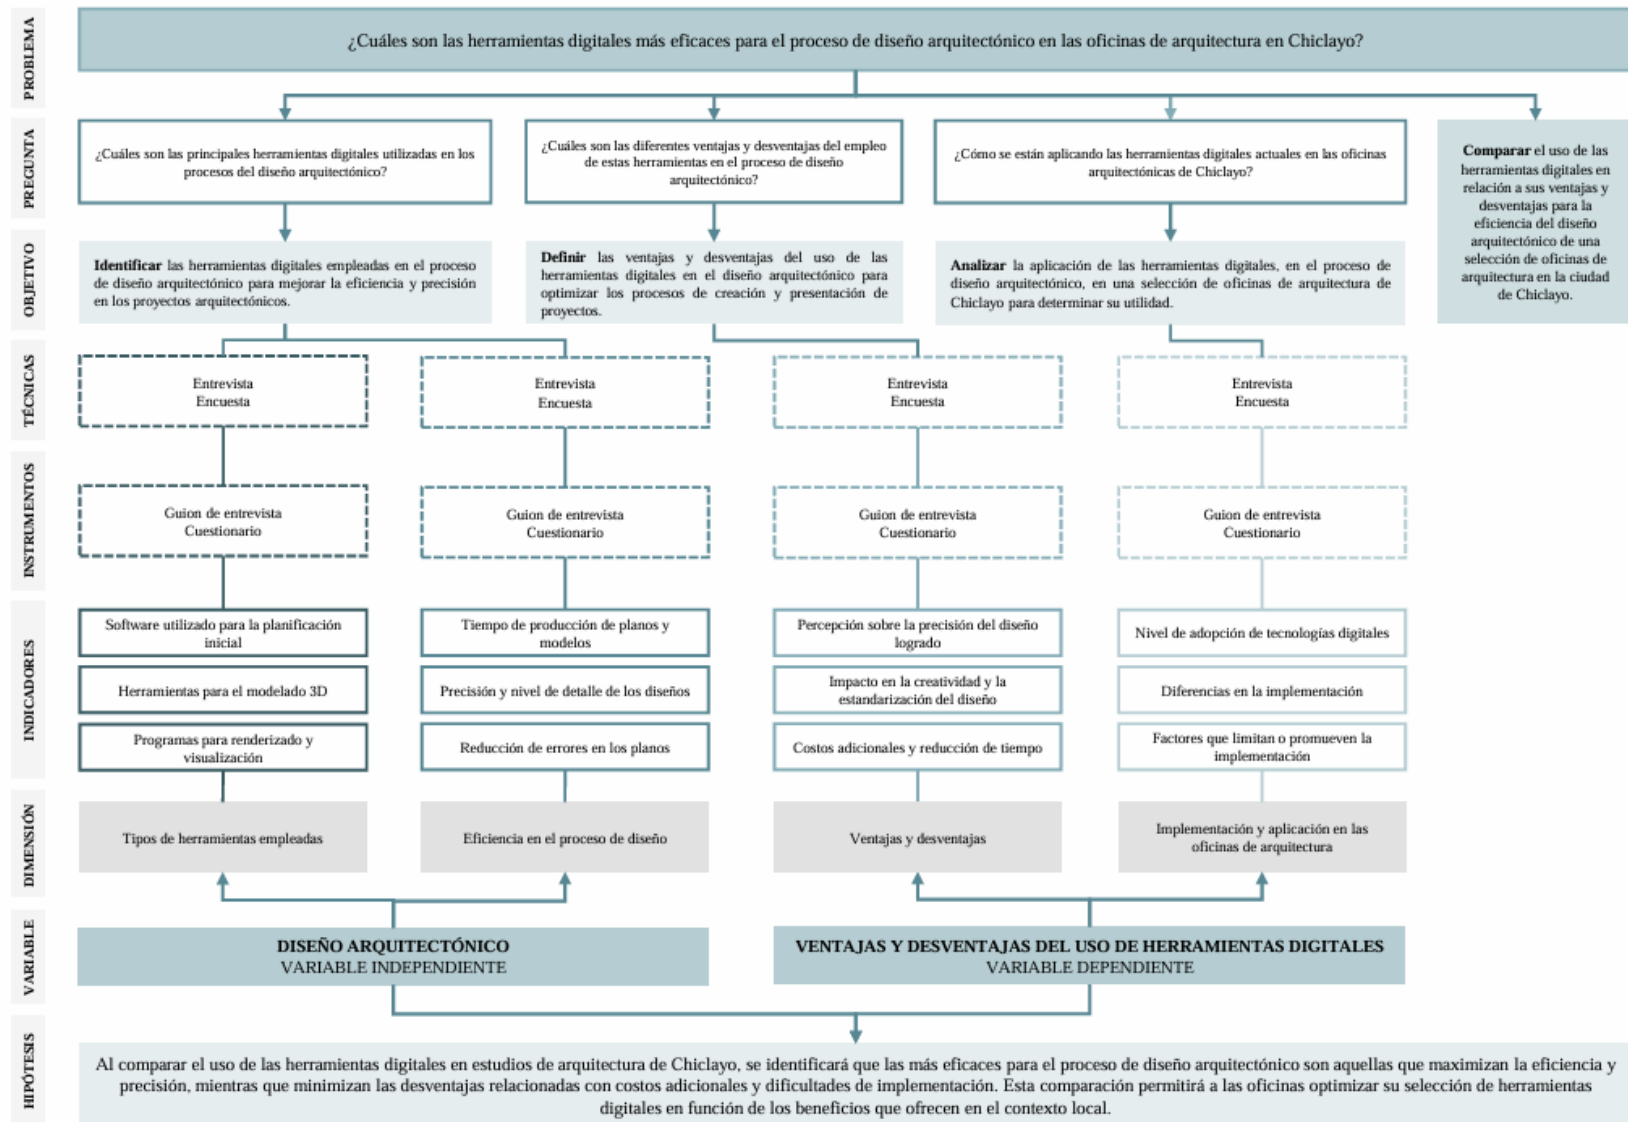 PROBLEMA
¿Cuáles son las herramientas digitales más eficaces para el proceso de diseño arquitectónico en las oficinas de arquitectura en Chiclayo?
PREGUNTA
¿Cuáles son las principales herramientas digitales utilizadas en los
procesos del diseño arquitectónico?
¿Cuáles son las diferentes ventajas y desventajas del empleo
de estas herramientas en el proceso de diseño
arquitectónico?
¿Cómo se están aplicando las herramientas digitales actuales en las oficinas
arquitectónicas de Chiclayo?
Comparar el uso de las
herramientas digitales en
relación a sus ventajas y
desventajas para la
eficiencia del diseño
arquitectónico de una
selección de oficinas de
arquitectura en la ciudad
de Chiclayo.
OBJETIVO
Identificar las herramientas digitales empleadas en el proceso
de diseño arquitectónico para mejorar la eficiencia y precisión
en los proyectos arquitectónicos.
Definir las ventajas y desventajas del uso de las
herramientas digitales en el diseño arquitectónico para
optimizar los procesos de creación y presentación de
proyectos.
Analizar la aplicación de las herramientas digitales, en el proceso de
diseño arquitectónico, en una selección de oficinas de arquitectura de
Chiclayo para determinar su utilidad.
TÉCNICAS
Entrevista
Encuesta
Entrevista
Encuesta
Entrevista
Encuesta
Entrevista
Encuesta
INSTRUMENTOS
Guion de entrevista
Cuestionario
Guion de entrevista
Cuestionario
Guion de entrevista
Cuestionario
Guion de entrevista
Cuestionario
INDICADORES
Software utilizado para la planificación
inicial
Tiempo de producción de planos y
modelos
Percepción sobre la precisión del diseño
logrado
Nivel de adopción de tecnologías digitales
Herramientas para el modelado 3D
Precisión y nivel de detalle de los diseños
Impacto en la creatividad y la
estandarización del diseño
Diferencias en la implementación
Programas para renderizado y
visualización
Reducción de errores en los planos
Costos adicionales y reducción de tiempo
Factores que limitan o promueven la
implementación
DIMENSIÓN
Tipos de herramientas empleadas
Eficiencia en el proceso de diseño
Ventajas y desventajas
Implementación y aplicación en las
oficinas de arquitectura
VARIABLE
DISEÑO ARQUITECTÓNICO
VARIABLE INDEPENDIENTE
VENTAJAS Y DESVENTAJAS DEL USO DE HERRAMIENTAS DIGITALES
VARIABLE DEPENDIENTE
HIPÓTESIS
Al comparar el uso de las herramientas digitales en estudios de arquitectura de Chiclayo, se identificará que las más eficaces para el proceso de diseño arquitectónico son aquellas que maximizan la eficiencia y
precisión, mientras que minimizan las desventajas relacionadas con costos adicionales y dificultades de implementación. Esta comparación permitirá a las oficinas optimizar su selección de herramientas
digitales en función de los beneficios que ofrecen en el contexto local.